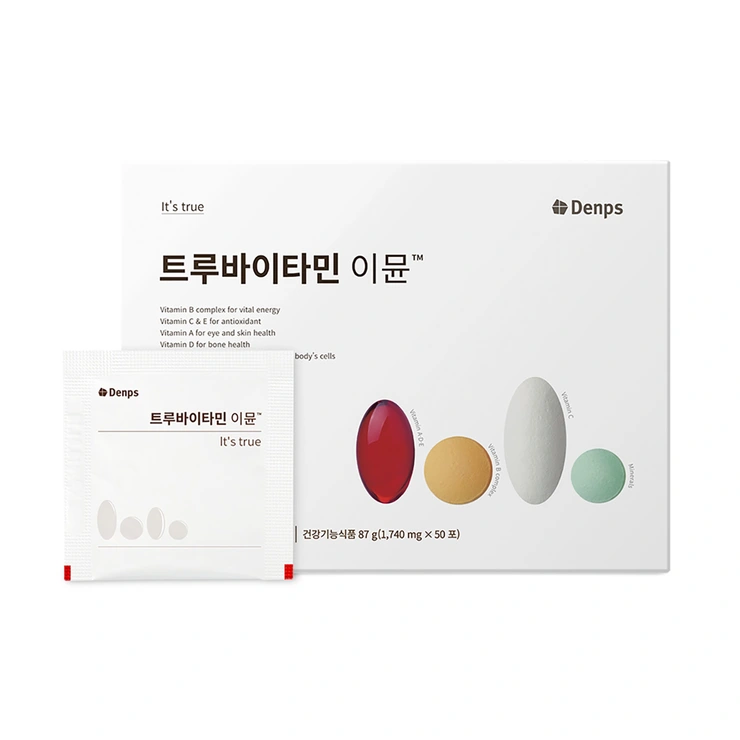 It's true
Denps
트루바이타민 이뮨™
Vitamin B complex for vital energy
Vitamin C & E for antioxidant
Vitamin A for eye and skin health
Vitamin D for bone health
body's cells
Vitamin A·D·E
Vitamin B complex
Vitamin C
Minerals
건강기능식품 87 g(1,740 mg × 50 포)
Denps
트루바이타민 이뮨™
It's true